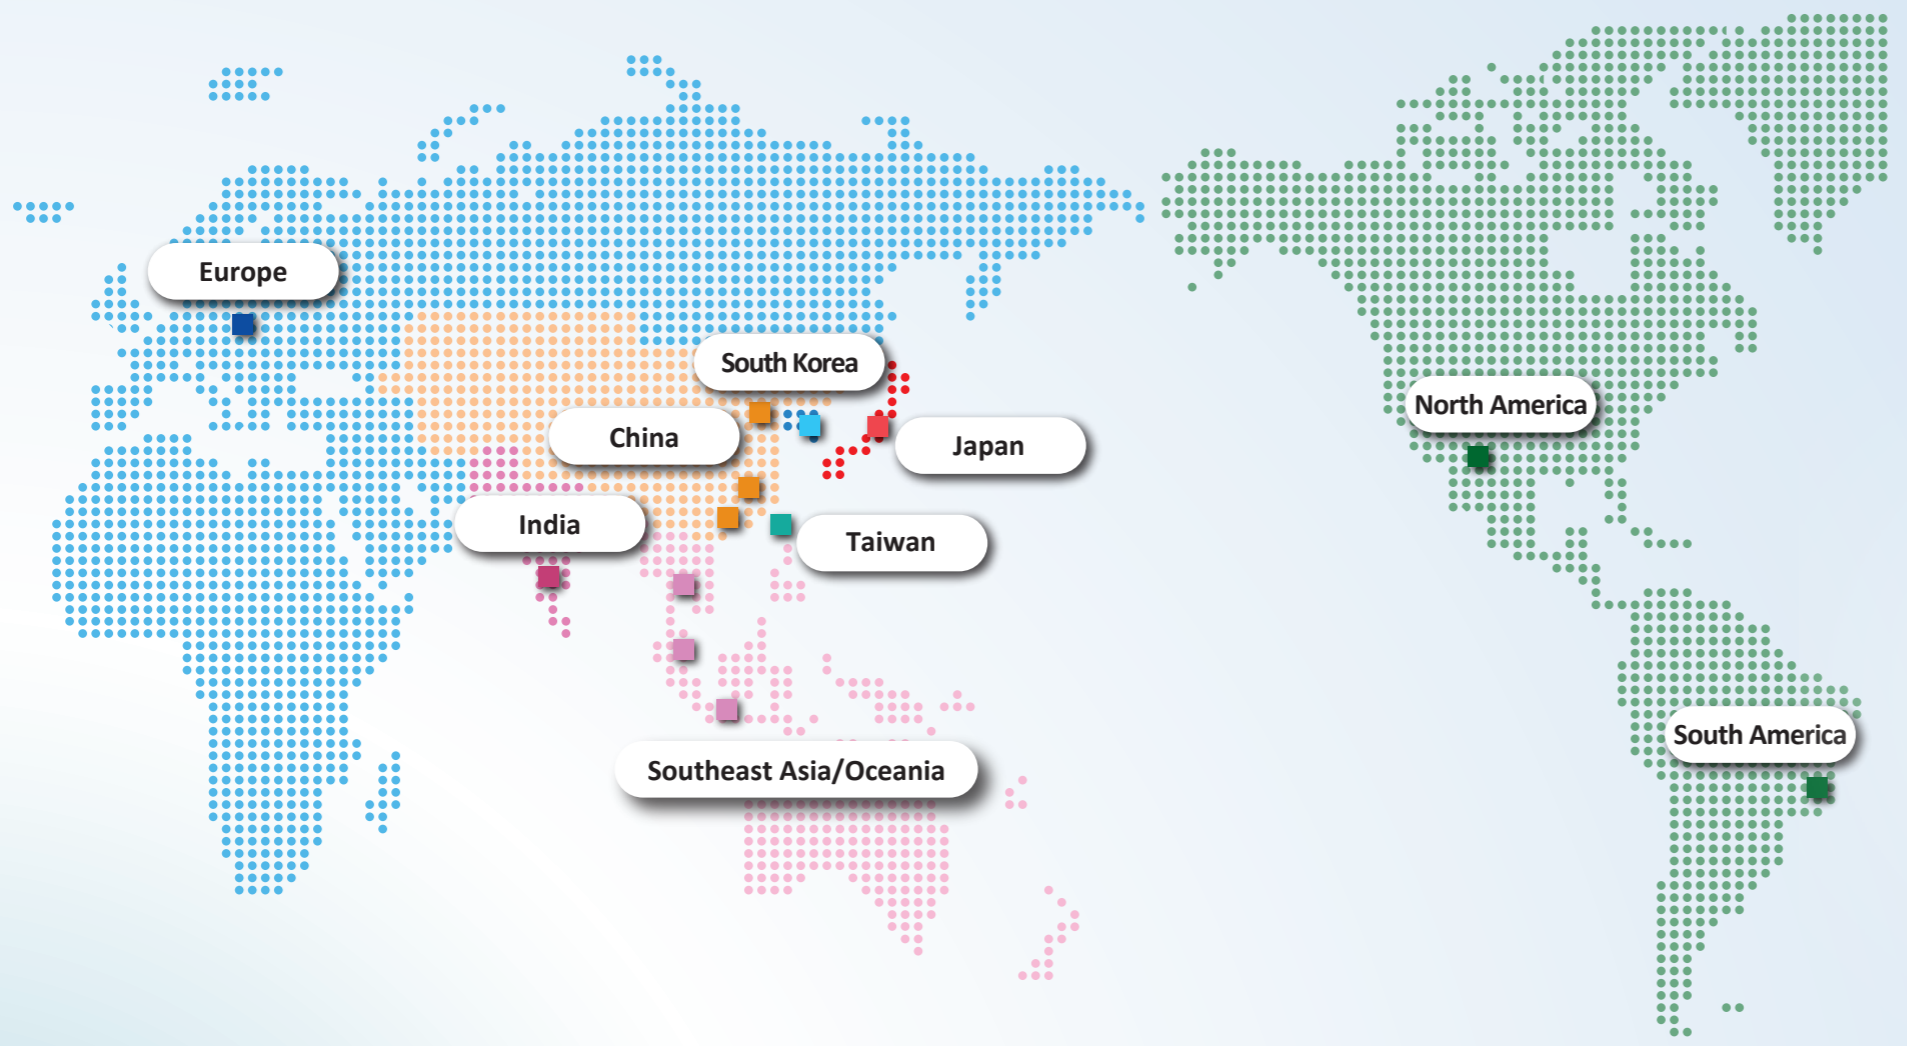 Europe
South Korea
North America
China
Japan
India
Taiwan
South America
Southeast Asia/Oceania